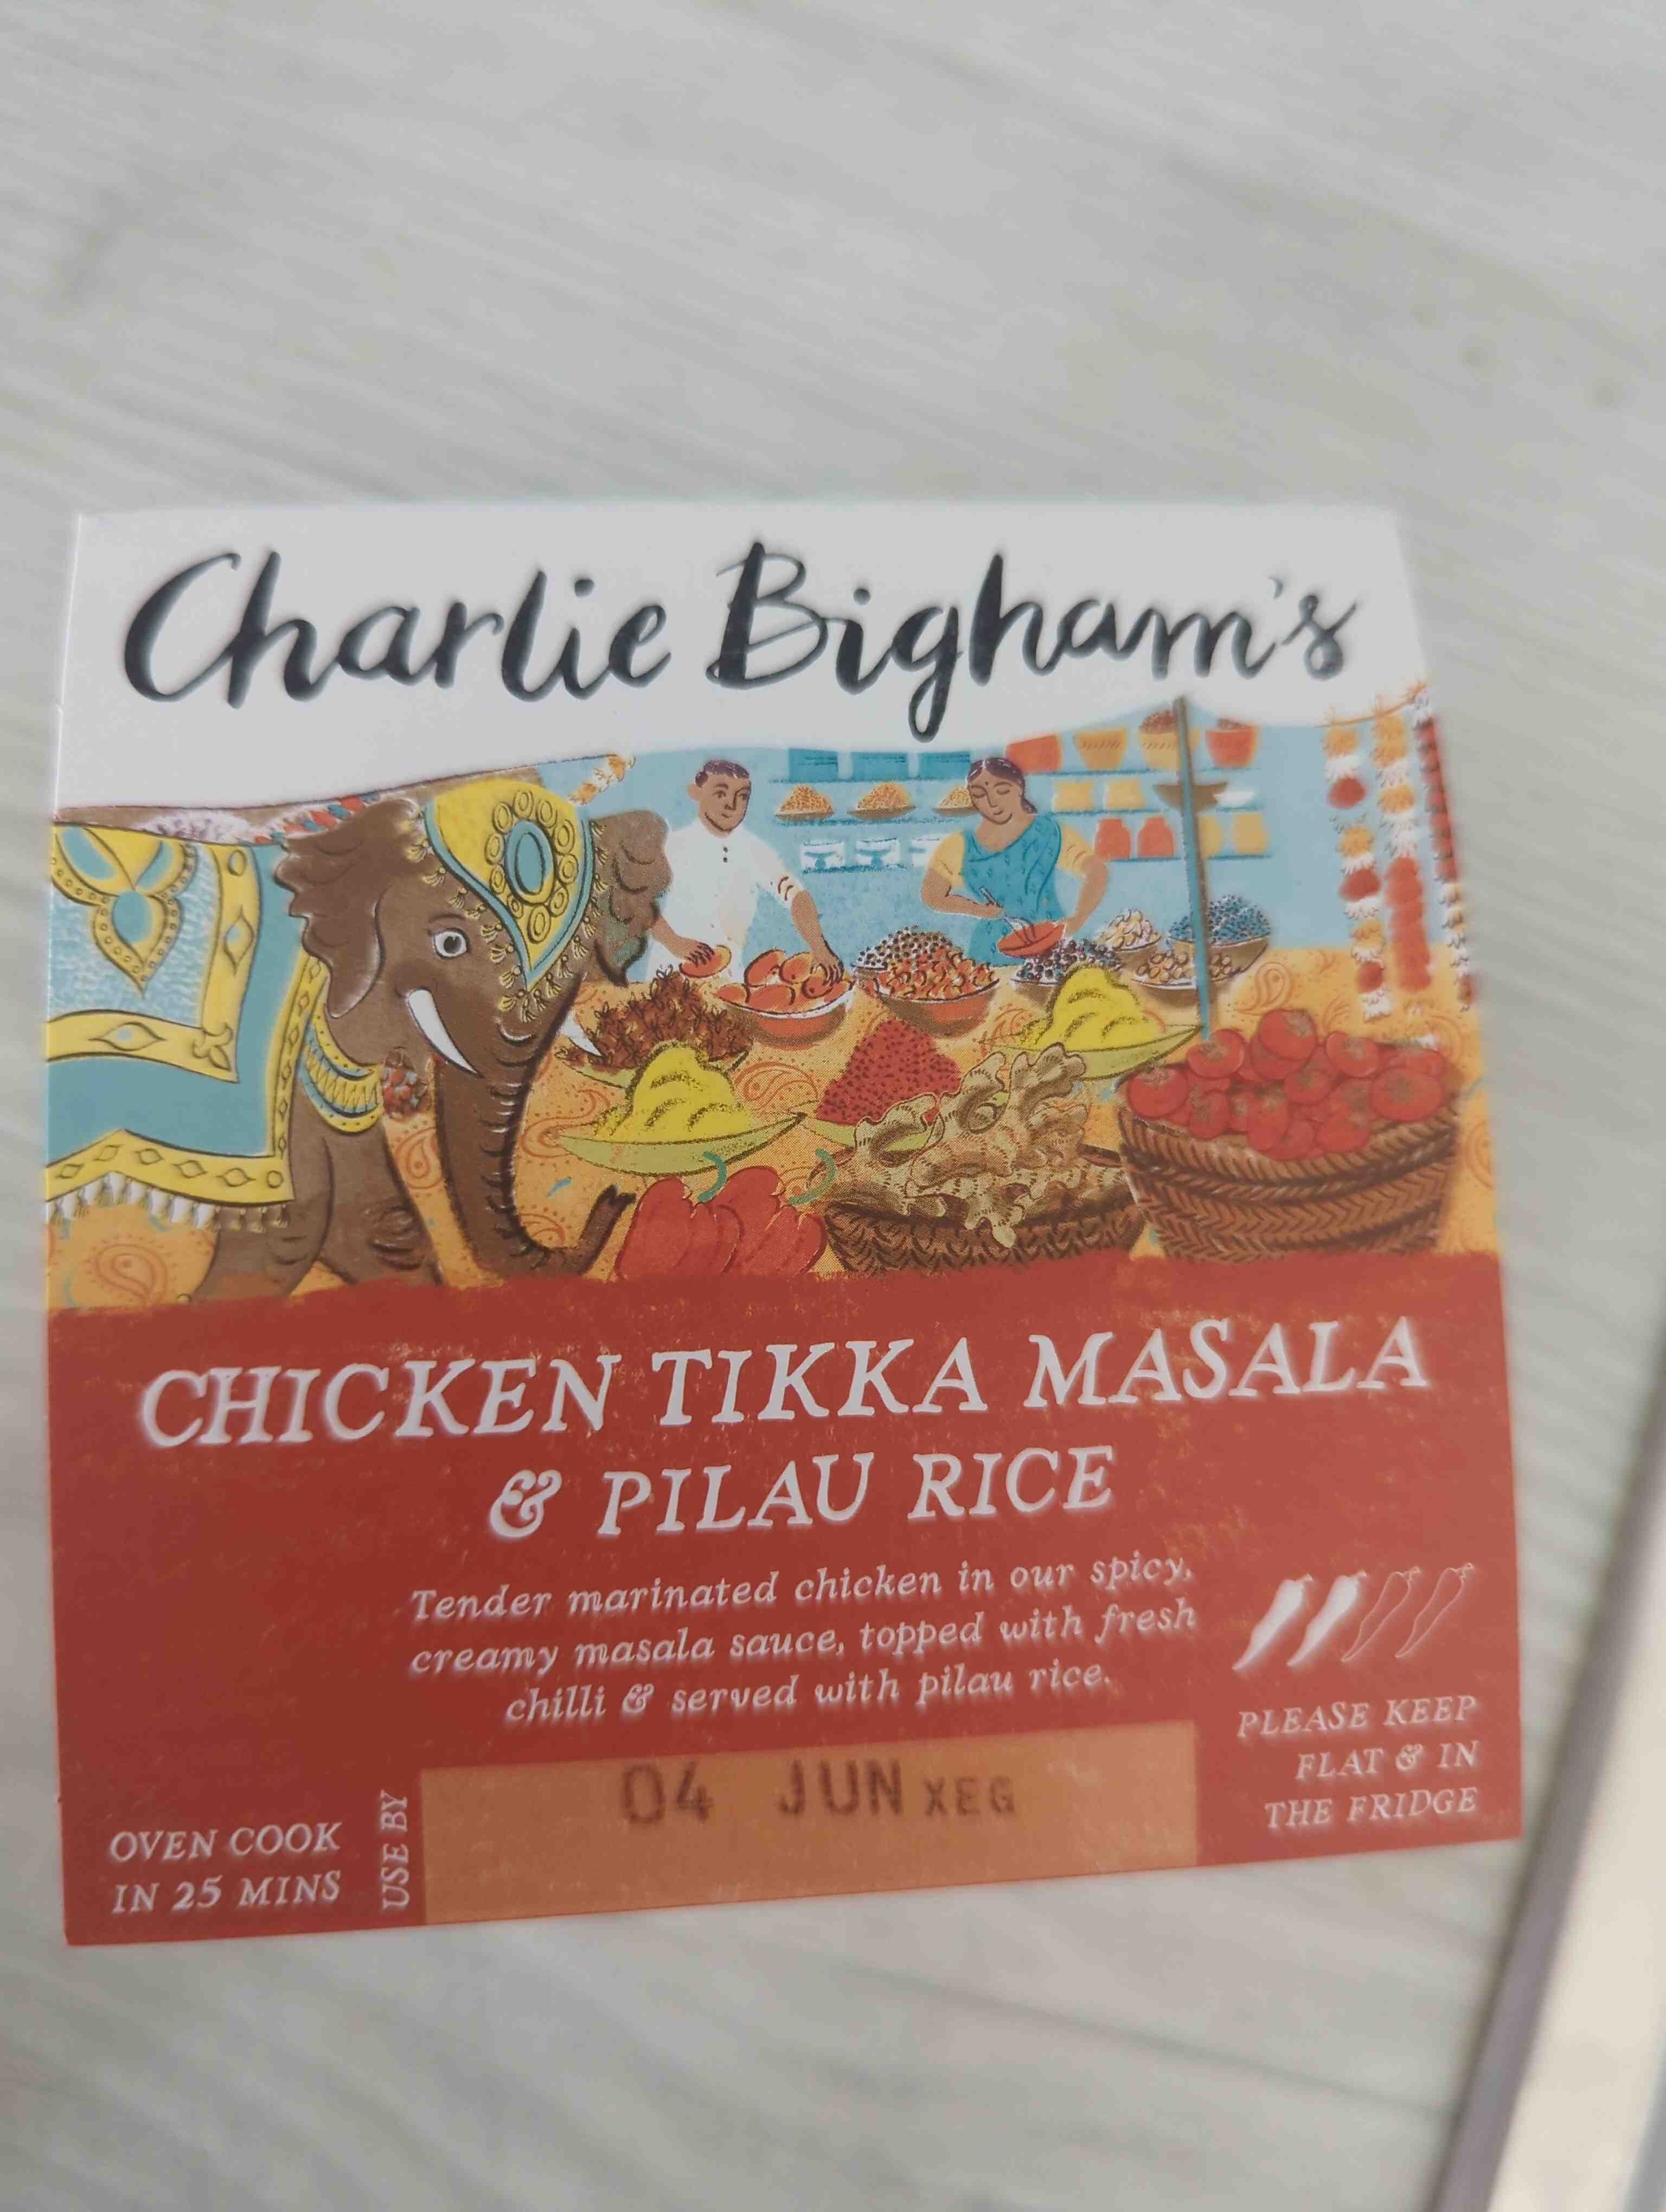 Charlie Bigham's
CHICKEN TIKKA MASALA
& PILAU RICE
Tender marinated chicken in our spicy,
creamy masala sauce, topped with fresh
chilli & served with pilau rice.
PLEASE KEEP
FLAT & IN
THE FRIDGE
OVEN COOK
IN 25 MINS
USE BY
04 JUN XEG